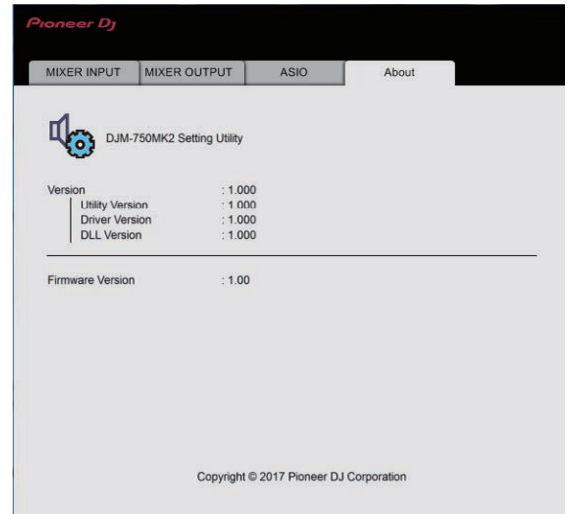 Pioneer Dj
MIXER INPUT MIXER OUTPUT ASIO About
DJM-750MK2 Setting Utility
Version : 1.000
Utility Version : 1.000
Driver Version : 1.000
DLL Version : 1.000
Firmware Version : 1.00
Copyright © 2017 Pioneer DJ Corporation